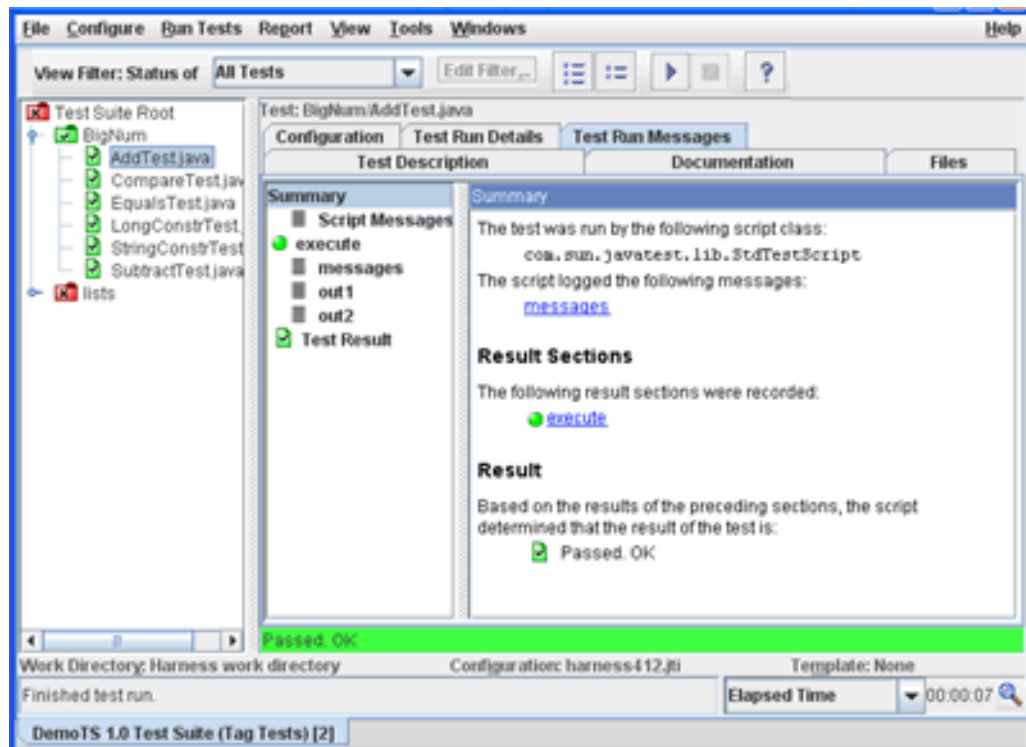 File Configure Run Tests Report View Tools Windows Help
View Filter: Status of All Tests Edit Filter... ?
Test Suite Root
BigNum
AddTest.java
CompareTest.jav
EqualsTest.java
LongConstrTest.
StringConstrTest
SubtractTest.java
lists
Test: BigNum/AddTest.java
Configuration Test Run Details Test Run Messages
Test Description Documentation Files
Summary
Script Messages
execute
messages
out1
out2
Test Result
Summary
The test was run by the following script class:
com.sun.javatest.lib.StdTestScript
The script logged the following messages:
messages
Result Sections
The following result sections were recorded:
execute
Result
Based on the results of the preceding sections, the script
determined that the result of the test is:
Passed. OK
Passed. OK
Work Directory: Harness work directory Configuration: harness412.jti Template: None
Finished test run. Elapsed Time 00:00:07
DemoTS 1.0 Test Suite (Tag Tests) [2]